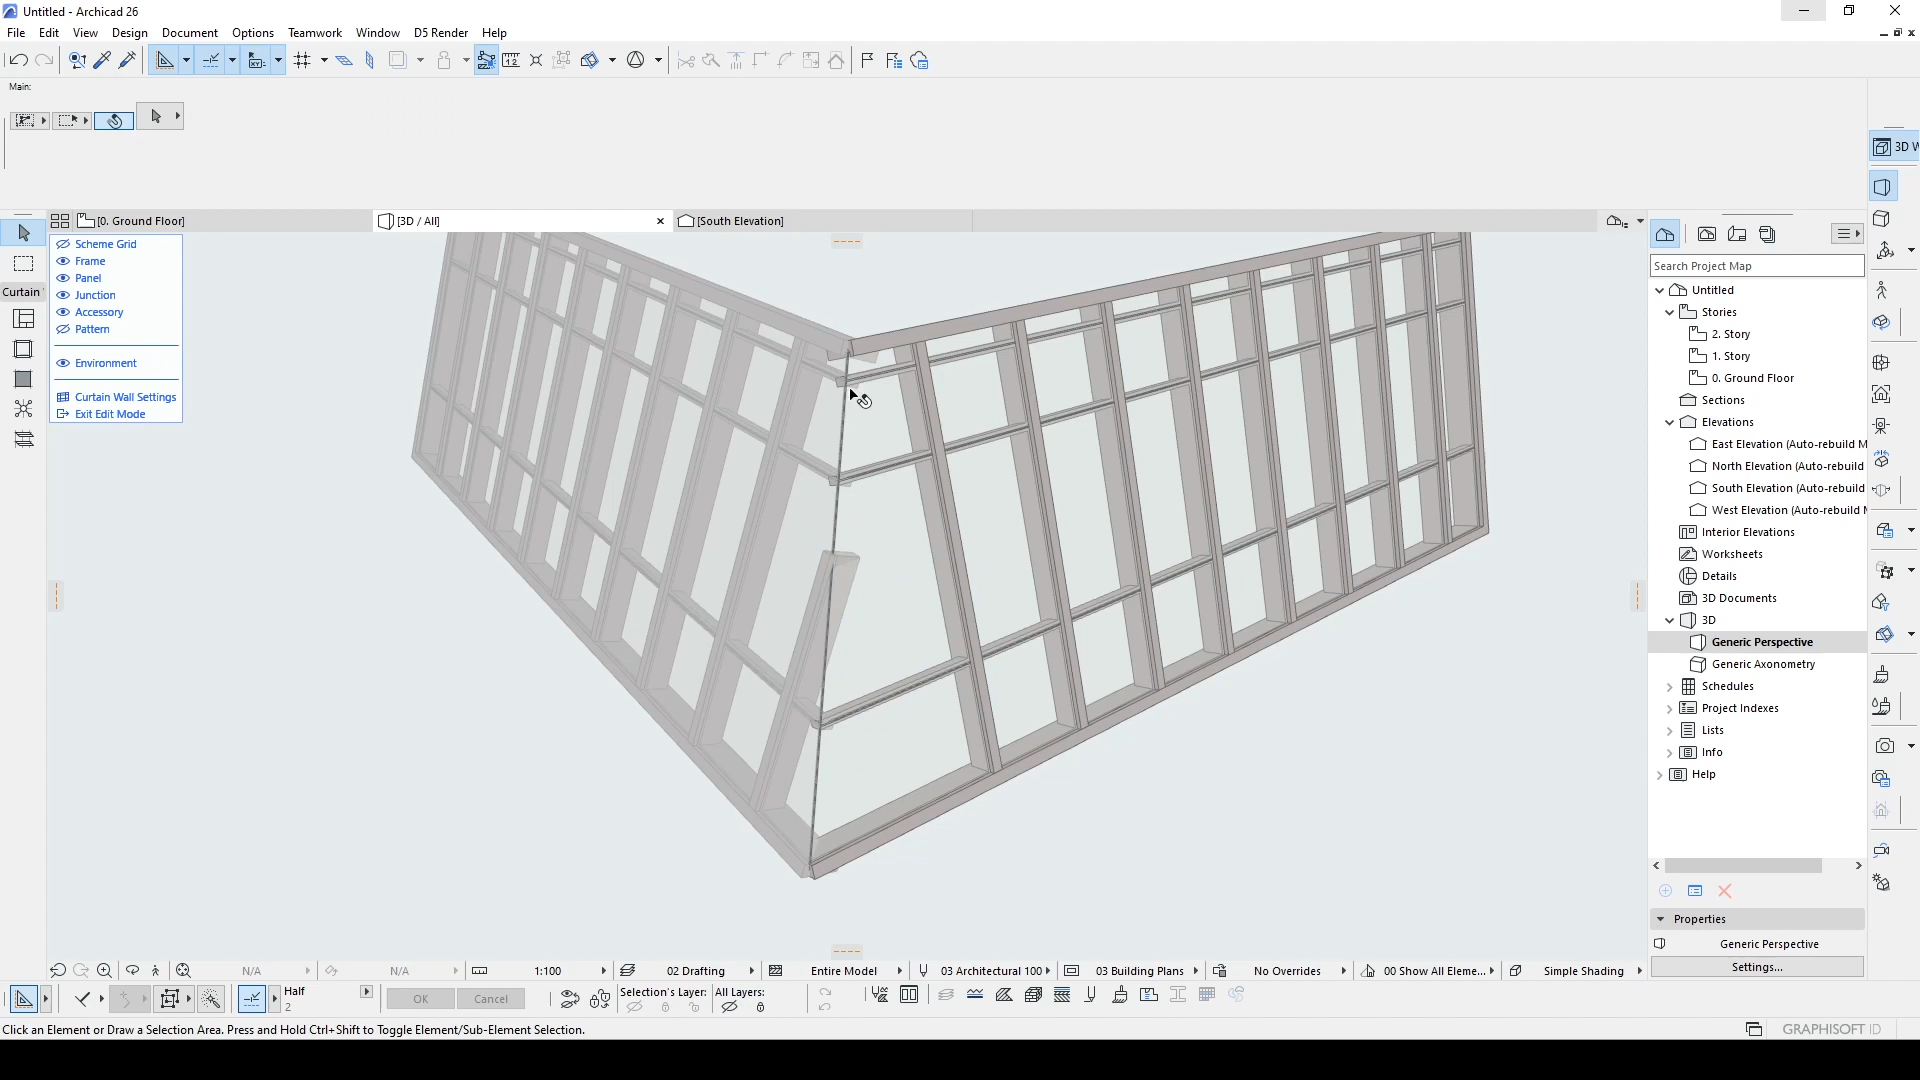 Untitled - Archicad 26
File Edit View Design Document Options Teamwork Window D5 Render Help
Main:
[0. Ground Floor]
[3D / All]
[South Elevation]
3D
Scheme Grid
Frame
Panel
Junction
Accessory
Pattern
Environment
Curtain Wall Settings
Exit Edit Mode
Curtain
Search Project Map
Untitled
Stories
2. Story
1. Story
0. Ground Floor
Sections
Elevations
East Elevation (Auto-rebuild M
North Elevation (Auto-rebuild
South Elevation (Auto-rebuild
West Elevation (Auto-rebuild
Interior Elevations
Worksheets
Details
3D Documents
3D
Generic Perspective
Generic Axonometry
Schedules
Project Indexes
Lists
Info
Help
Properties
Generic Perspective
Settings...
N/A
N/A
1:100
02 Drafting
Entire Model
03 Architectural 100
03 Building Plans
No Overrides
00 Show All Eleme...
Simple Shading
Half
2
OK
Cancel
Selection's Layer:
All Layers:
Click an Element or Draw a Selection Area. Press and Hold Ctrl+Shift to Toggle Element/Sub-Element Selection.
GRAPHISOFT ID